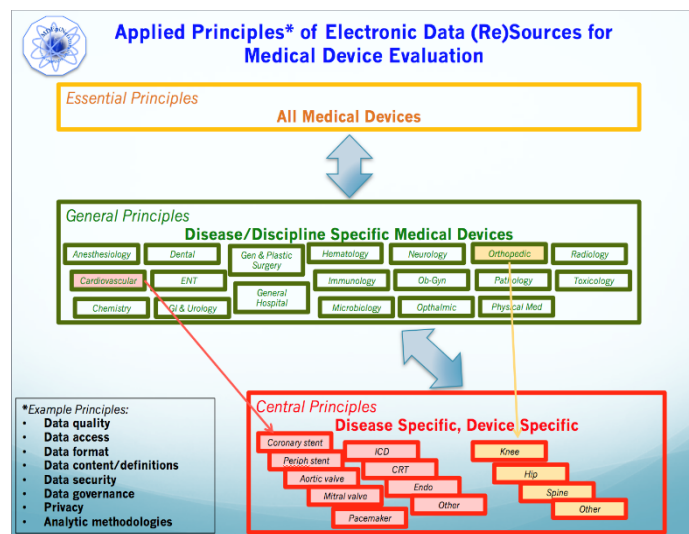 Applied Principles* of Electronic Data (Re)Sources for
Medical Device Evaluation
Essential Principles
All Medical Devices
General Principles
Disease/Discipline Specific Medical Devices
Anesthesiology
Dental
Gen & Plastic
Surgery
Hematology
Neurology
Orthopedic
Radiology
Cardiovascular
ENT
General
Hospital
Immunology
Ob-Gyn
Pathology
Toxicology
Chemistry
GI & Urology
Microbiology
Opthalmic
Physical Med
Central Principles
Disease Specific, Device Specific
Coronary stent
Periph stent
Aortic valve
Mitral valve
Pacemaker
ICD
CRT
Endo
Other
Knee
Hip
Spine
Other
*Example Principles:
• Data quality
• Data access
• Data format
• Data content/definitions
• Data security
• Data governance
• Privacy
• Analytic methodologies